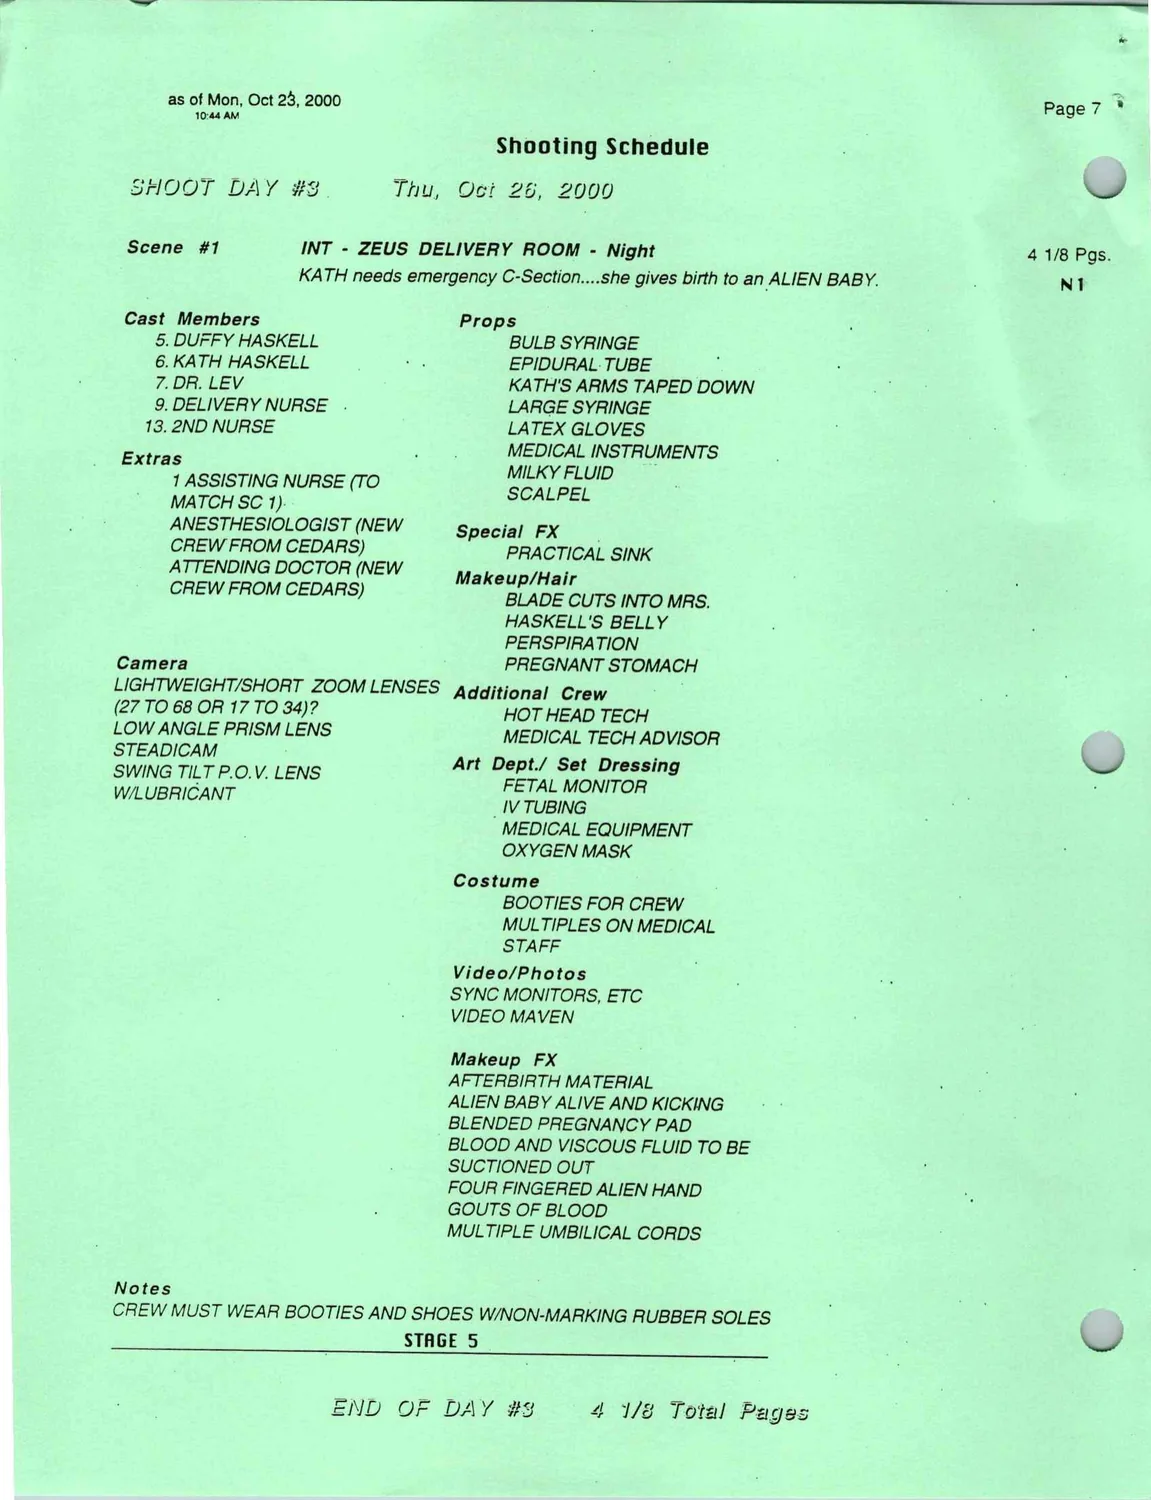 as of Mon, Oct 23, 2000
10:44 AM
Page 7
Shooting Schedule
SHOOT DAY #3 Thu, Oct 26, 2000
Scene #1 INT - ZEUS DELIVERY ROOM - Night 4 1/8 Pgs.
KATH needs emergency C-Section....she gives birth to an ALIEN BABY. N1
Cast Members
5. DUFFY HASKELL
6. KATH HASKELL
7. DR. LEV
9. DELIVERY NURSE
13. 2ND NURSE
Extras
1 ASSISTING NURSE (TO
MATCH SC 1)
ANESTHESIOLOGIST (NEW
CREW FROM CEDARS)
ATTENDING DOCTOR (NEW
CREW FROM CEDARS)
Camera
LIGHTWEIGHT/SHORT ZOOM LENSES
(27 TO 68 OR 17 TO 34)?
LOW ANGLE PRISM LENS
STEADICAM
SWING TILT P.O.V. LENS
W/LUBRICANT
Props
BULB SYRINGE
EPIDURAL TUBE
KATH'S ARMS TAPED DOWN
LARGE SYRINGE
LATEX GLOVES
MEDICAL INSTRUMENTS
MILKY FLUID
SCALPEL
Special FX
PRACTICAL SINK
Makeup/Hair
BLADE CUTS INTO MRS.
HASKELL'S BELLY
PERSPIRATION
PREGNANT STOMACH
Additional Crew
HOT HEAD TECH
MEDICAL TECH ADVISOR
Art Dept./ Set Dressing
FETAL MONITOR
IV TUBING
MEDICAL EQUIPMENT
OXYGEN MASK
Costume
BOOTIES FOR CREW
MULTIPLES ON MEDICAL
STAFF
Video/Photos
SYNC MONITORS, ETC
VIDEO MAVEN
Makeup FX
AFTERBIRTH MATERIAL
ALIEN BABY ALIVE AND KICKING
BLENDED PREGNANCY PAD
BLOOD AND VISCOUS FLUID TO BE
SUCTIONED OUT
FOUR FINGERED ALIEN HAND
GOUTS OF BLOOD
MULTIPLE UMBILICAL CORDS
Notes
CREW MUST WEAR BOOTIES AND SHOES W/NON-MARKING RUBBER SOLES
STAGE 5
END OF DAY #3 4 1/8 Total Pages